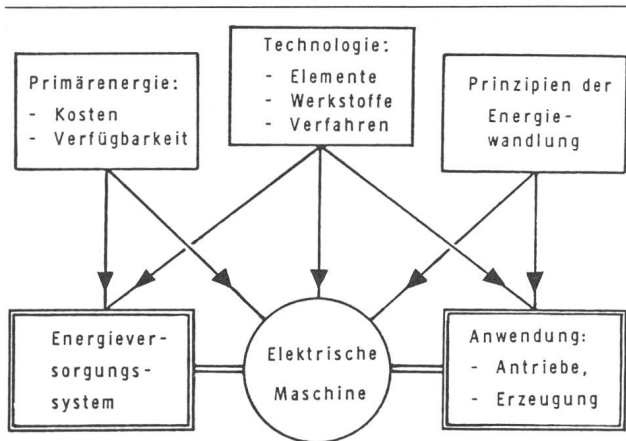 Primärenergie:
- Kosten
- Verfügbarkeit
Technologie:
- Elemente
- Werkstoffe
- Verfahren
Prinzipien der
Energie-
wandlung
Energiever-
sorgungs-
system
Elektrische
Maschine
Anwendung:
- Antriebe,
- Erzeugung